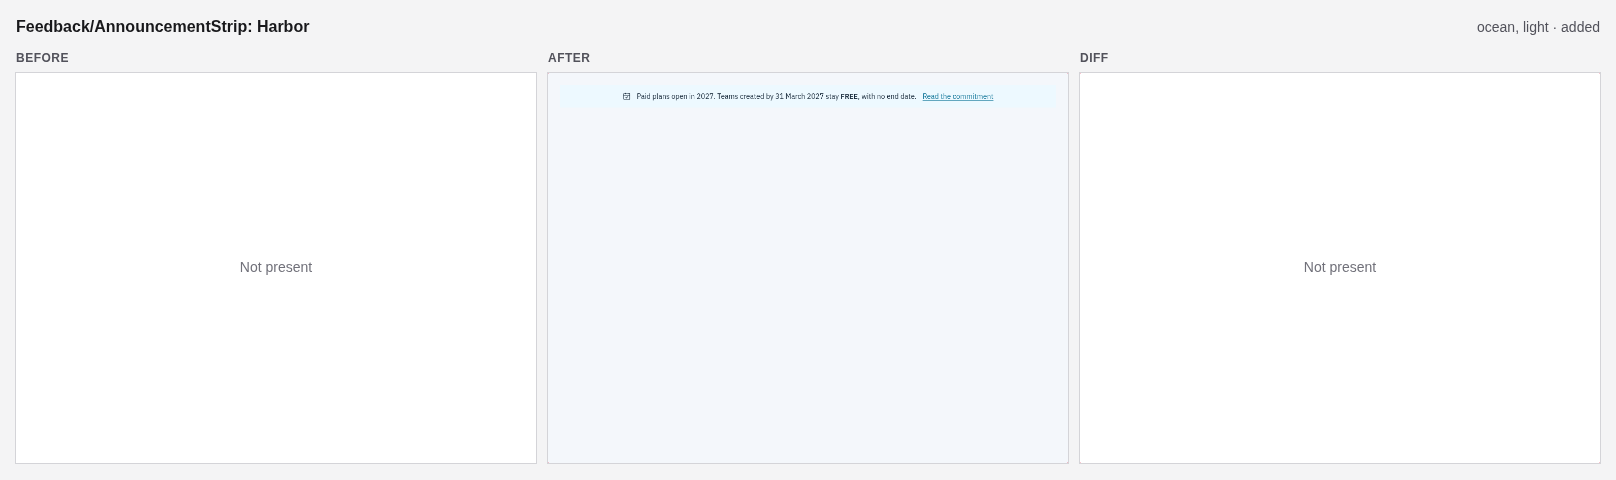 Feedback/AnnouncementStrip: Harbor
ocean, light · added
BEFORE
AFTER
DIFF
Not present
Paid plans open in 2027. Teams created by 31 March 2027 stay FREE, with no end date. Read the commitment
Not present